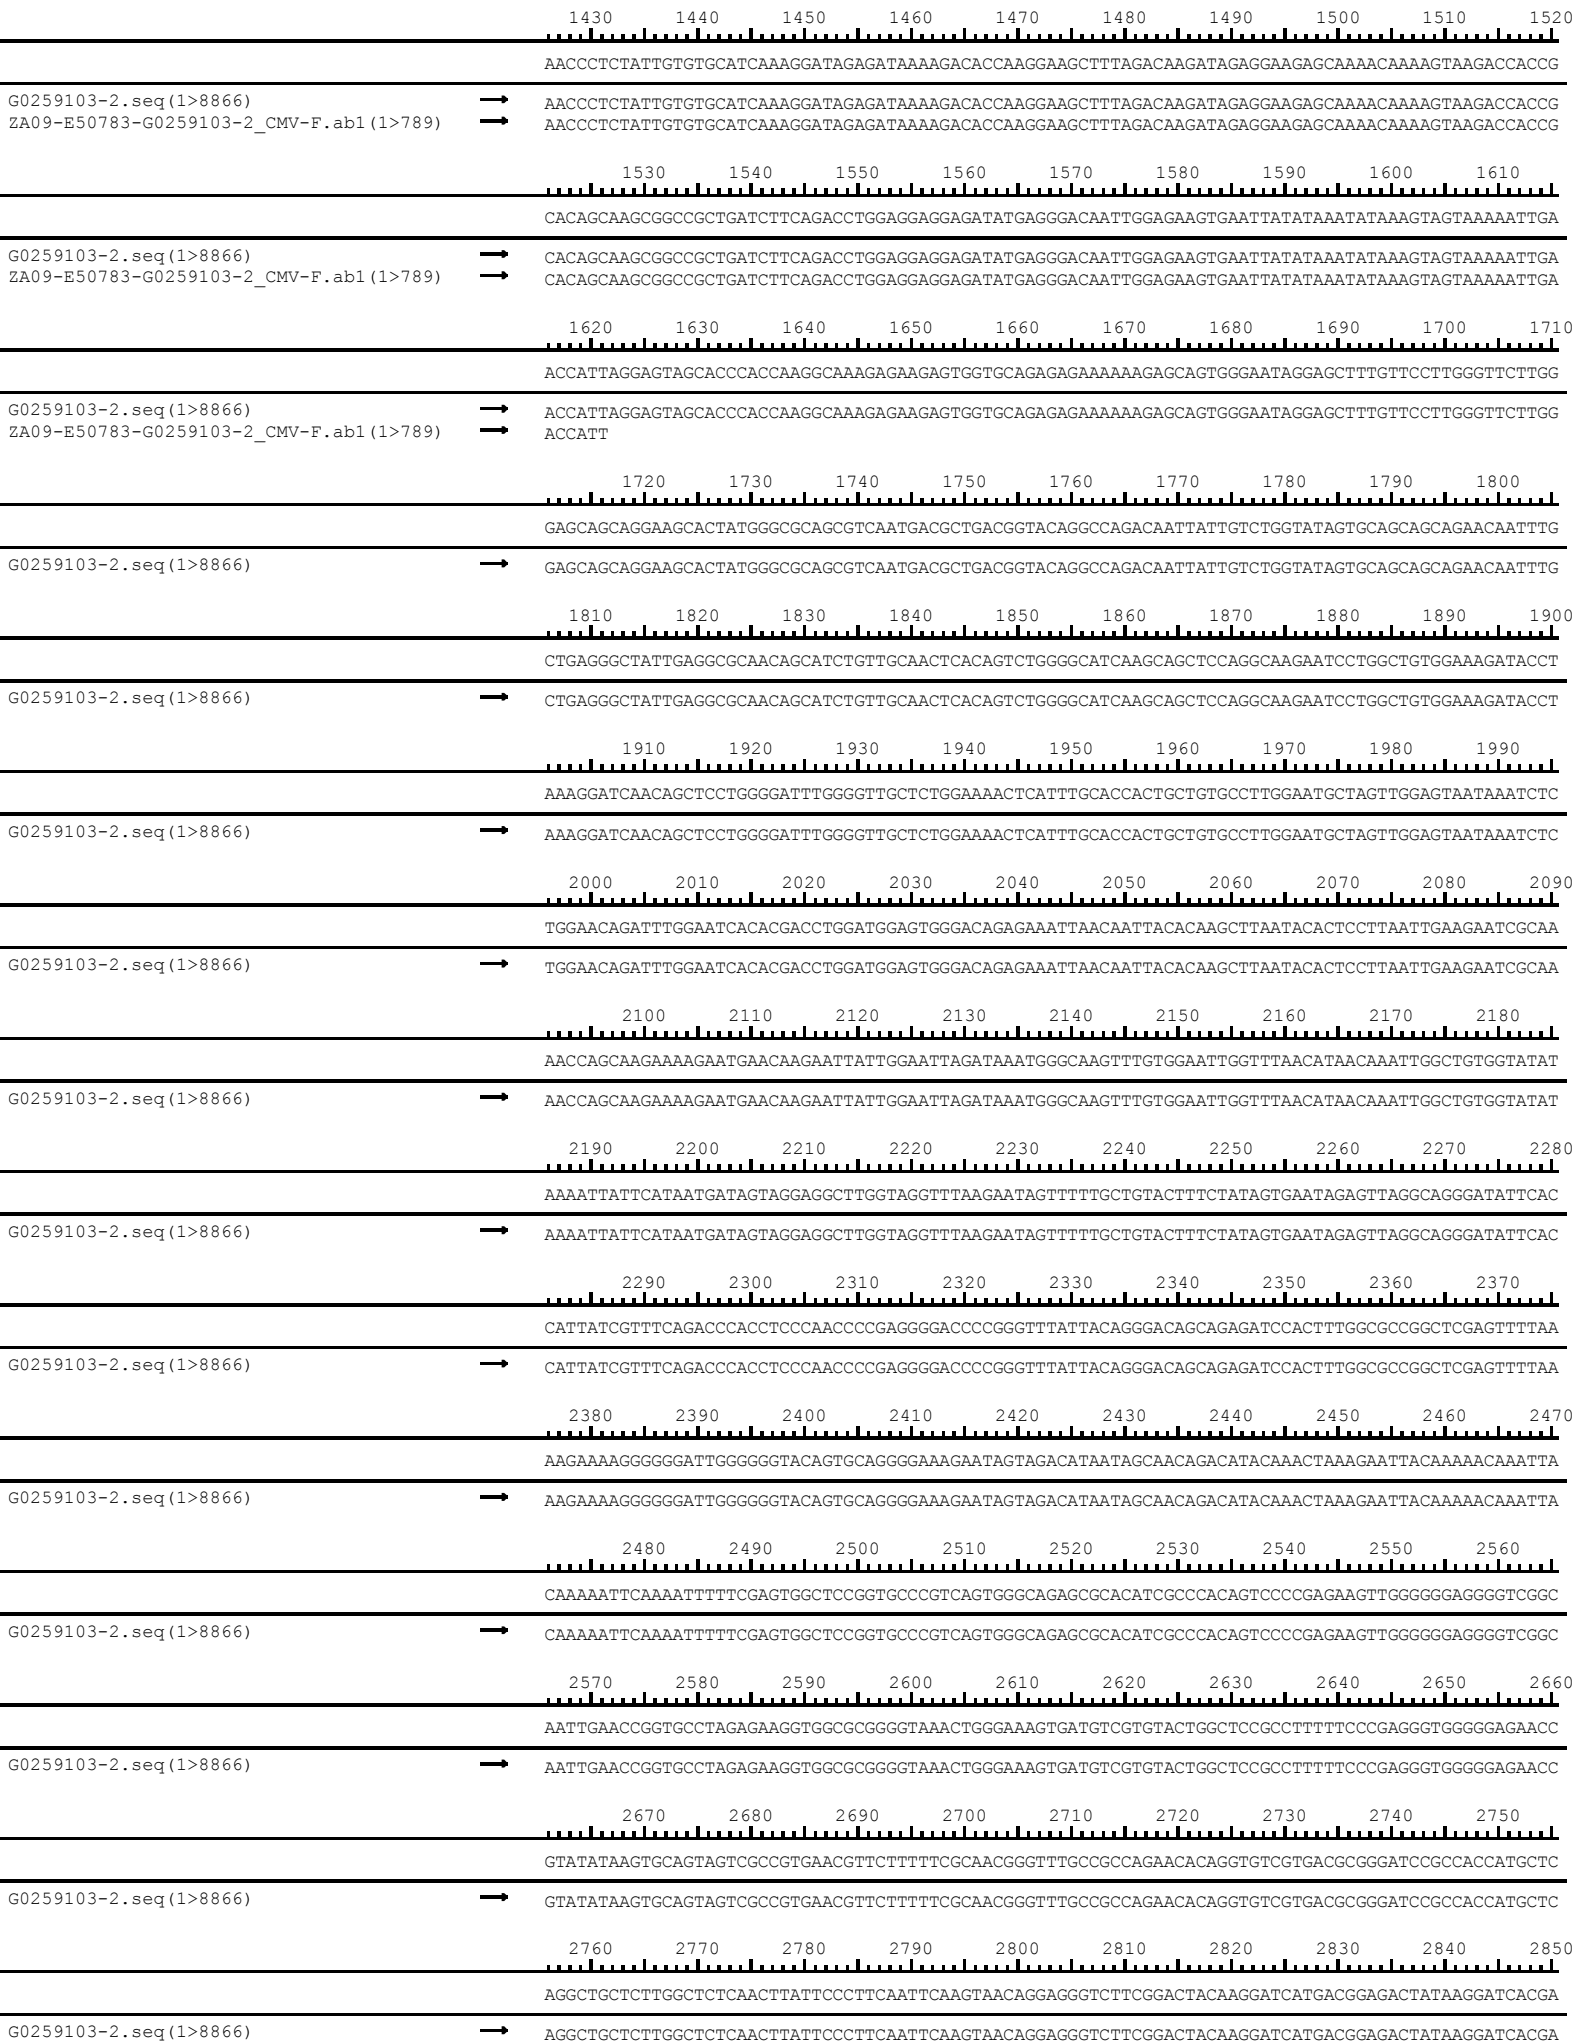 1430 1440 1450 1460 1470 1480 1490 1500 1510 1520
AACCCTCTATTGTGTGCATCAAAGGATAGAGATAAAAGACACCAAGGAAGCTTTAGACAAGATAGAGGAAGAGCAAAACAAAAGTAAGACCACCG
G0259103-2.seq(1>8866) → AACCCTCTATTGTGTGCATCAAAGGATAGAGATAAAAGACACCAAGGAAGCTTTAGACAAGATAGAGGAAGAGCAAAACAAAAGTAAGACCACCG
ZA09-E50783-G0259103-2_CMV-F.ab1(1>789) → AACCCTCTATTGTGTGCATCAAAGGATAGAGATAAAAGACACCAAGGAAGCTTTAGACAAGATAGAGGAAGAGCAAAACAAAAGTAAGACCACCG
1530 1540 1550 1560 1570 1580 1590 1600 1610
CACAGCAAGCGGCCGCTGATCTTCAGACCTGGAGGAGGAGATATGAGGGACAATTGGAGAAGTGAATTATATAAATATAAAGTAGTAAAAATTGA
G0259103-2.seq(1>8866) → CACAGCAAGCGGCCGCTGATCTTCAGACCTGGAGGAGGAGATATGAGGGACAATTGGAGAAGTGAATTATATAAATATAAAGTAGTAAAAATTGA
ZA09-E50783-G0259103-2_CMV-F.ab1(1>789) → CACAGCAAGCGGCCGCTGATCTTCAGACCTGGAGGAGGAGATATGAGGGACAATTGGAGAAGTGAATTATATAAATATAAAGTAGTAAAAATTGA
1620 1630 1640 1650 1660 1670 1680 1690 1700 1710
ACCATTAGGAGTAGCACCCACCAAGGCAAAGAGAAGAGTGGTGCAGAGAGAAAAAAGAGCAGTGGGAATAGGAGCTTTGTTCCTTGGGTTCTTGG
G0259103-2.seq(1>8866) → ACCATTAGGAGTAGCACCCACCAAGGCAAAGAGAAGAGTGGTGCAGAGAGAAAAAAGAGCAGTGGGAATAGGAGCTTTGTTCCTTGGGTTCTTGG
ZA09-E50783-G0259103-2_CMV-F.ab1(1>789) → ACCATT
1720 1730 1740 1750 1760 1770 1780 1790 1800
GAGCAGCAGGAAGCACTATGGGCGCAGCGTCAATGACGCTGACGGTACAGGCCAGACAATTATTGTCTGGTATAGTGCAGCAGCAGAACAATTTG
G0259103-2.seq(1>8866) → GAGCAGCAGGAAGCACTATGGGCGCAGCGTCAATGACGCTGACGGTACAGGCCAGACAATTATTGTCTGGTATAGTGCAGCAGCAGAACAATTTG
1810 1820 1830 1840 1850 1860 1870 1880 1890 1900
CTGAGGGCTATTGAGGCGCAACAGCATCTGTTGCAACTCACAGTCTGGGGCATCAAGCAGCTCCAGGCAAGAATCCTGGCTGTGGAAAGATACCT
G0259103-2.seq(1>8866) → CTGAGGGCTATTGAGGCGCAACAGCATCTGTTGCAACTCACAGTCTGGGGCATCAAGCAGCTCCAGGCAAGAATCCTGGCTGTGGAAAGATACCT
1910 1920 1930 1940 1950 1960 1970 1980 1990
AAAGGATCAACAGCTCCTGGGGATTTGGGGTTGCTCTGGAAAACTCATTTGCACCACTGCTGTGCCTTGGAATGCTAGTTGGAGTAATAAATCTC
G0259103-2.seq(1>8866) → AAAGGATCAACAGCTCCTGGGGATTTGGGGTTGCTCTGGAAAACTCATTTGCACCACTGCTGTGCCTTGGAATGCTAGTTGGAGTAATAAATCTC
2000 2010 2020 2030 2040 2050 2060 2070 2080 2090
TGGAACAGATTTGGAATCACACGACCTGGATGGAGTGGGACAGAGAAATTAACAATTACACAAGCTTAATACACTCCTTAATTGAAGAATCGCAA
G0259103-2.seq(1>8866) → TGGAACAGATTTGGAATCACACGACCTGGATGGAGTGGGACAGAGAAATTAACAATTACACAAGCTTAATACACTCCTTAATTGAAGAATCGCAA
2100 2110 2120 2130 2140 2150 2160 2170 2180
AACCAGCAAGAAAAGAATGAACAAGAATTATTGGAATTAGATAAATGGGCAAGTTTGTGGAATTGGTTTAACATAACAAATTGGCTGTGGTATAT
G0259103-2.seq(1>8866) → AACCAGCAAGAAAAGAATGAACAAGAATTATTGGAATTAGATAAATGGGCAAGTTTGTGGAATTGGTTTAACATAACAAATTGGCTGTGGTATAT
2190 2200 2210 2220 2230 2240 2250 2260 2270 2280
AAAATTATTCATAATGATAGTAGGAGGCTTGGTAGGTTTAAGAATAGTTTTTGCTGTACTTTCTATAGTGAATAGAGTTAGGCAGGGATATTCAC
G0259103-2.seq(1>8866) → AAAATTATTCATAATGATAGTAGGAGGCTTGGTAGGTTTAAGAATAGTTTTTGCTGTACTTTCTATAGTGAATAGAGTTAGGCAGGGATATTCAC
2290 2300 2310 2320 2330 2340 2350 2360 2370
CATTATCGTTTCAGACCCACCTCCCAACCCCGAGGGGACCCCGGGTTTATTACAGGGACAGCAGAGATCCACTTTGGCGCCGGCTCGAGTTTTAA
G0259103-2.seq(1>8866) → CATTATCGTTTCAGACCCACCTCCCAACCCCGAGGGGACCCCGGGTTTATTACAGGGACAGCAGAGATCCACTTTGGCGCCGGCTCGAGTTTTAA
2380 2390 2400 2410 2420 2430 2440 2450 2460 2470
AAGAAAAGGGGGGATTGGGGGGTACAGTGCAGGGGAAAGAATAGTAGACATAATAGCAACAGACATACAAACTAAAGAATTACAAAAACAAATTA
G0259103-2.seq(1>8866) → AAGAAAAGGGGGGATTGGGGGGTACAGTGCAGGGGAAAGAATAGTAGACATAATAGCAACAGACATACAAACTAAAGAATTACAAAAACAAATTA
2480 2490 2500 2510 2520 2530 2540 2550 2560
CAAAAATTCAAAATTTTTCGAGTGGCTCCGGTGCCCGTCAGTGGGCAGAGCGCACATCGCCCACAGTCCCCGAGAAGTTGGGGGGAGGGGTCGGC
G0259103-2.seq(1>8866) → CAAAAATTCAAAATTTTTCGAGTGGCTCCGGTGCCCGTCAGTGGGCAGAGCGCACATCGCCCACAGTCCCCGAGAAGTTGGGGGGAGGGGTCGGC
2570 2580 2590 2600 2610 2620 2630 2640 2650 2660
AATTGAACCGGTGCCTAGAGAAGGTGGCGCGGGGTAAACTGGGAAAGTGATGTCGTGTACTGGCTCCGCCTTTTTCCCGAGGGTGGGGGAGAACC
G0259103-2.seq(1>8866) → AATTGAACCGGTGCCTAGAGAAGGTGGCGCGGGGTAAACTGGGAAAGTGATGTCGTGTACTGGCTCCGCCTTTTTCCCGAGGGTGGGGGAGAACC
2670 2680 2690 2700 2710 2720 2730 2740 2750
GTATATAAGTGCAGTAGTCGCCGTGAACGTTCTTTTTCGCAACGGGTTTGCCGCCAGAACACAGGTGTCGTGACGCGGGATCCGCCACCATGCTC
G0259103-2.seq(1>8866) → GTATATAAGTGCAGTAGTCGCCGTGAACGTTCTTTTTCGCAACGGGTTTGCCGCCAGAACACAGGTGTCGTGACGCGGGATCCGCCACCATGCTC
2760 2770 2780 2790 2800 2810 2820 2830 2840 2850
AGGCTGCTCTTGGCTCTCAACTTATTCCCTTCAATTCAAGTAACAGGAGGGTCTTCGGACTACAAGGATCATGACGGAGACTATAAGGATCACGA
G0259103-2.seq(1>8866) → AGGCTGCTCTTGGCTCTCAACTTATTCCCTTCAATTCAAGTAACAGGAGGGTCTTCGGACTACAAGGATCATGACGGAGACTATAAGGATCACGA